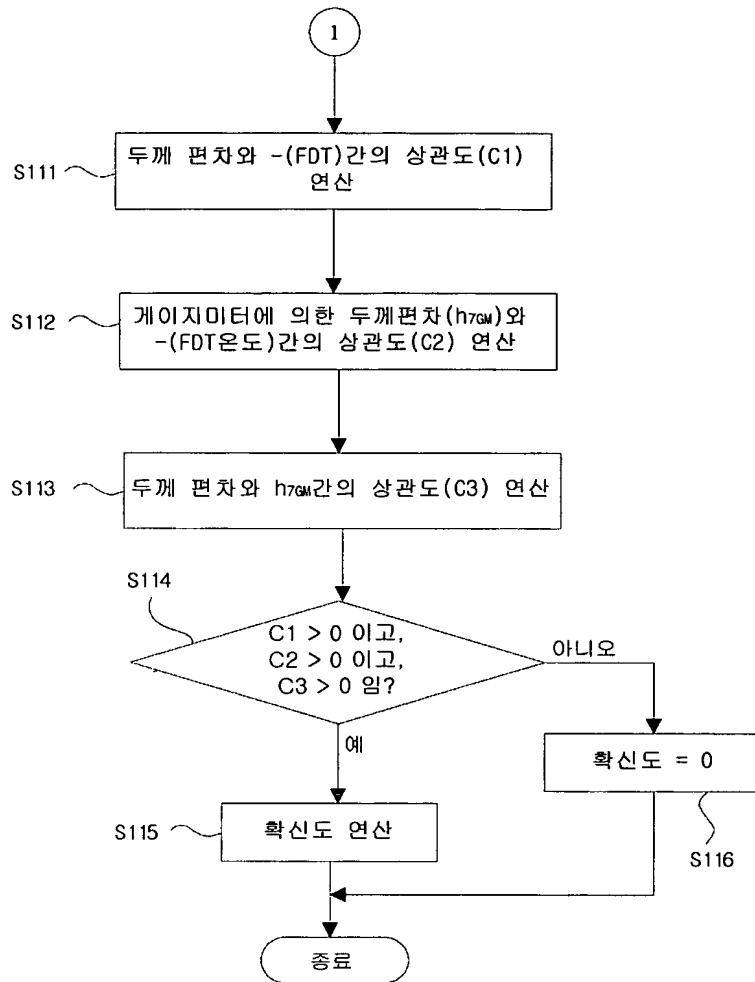 1
S111
두께 편차와 -(FDT)간의 상관도(C1)
연산
S112
게이지미터에 의한 두께편차(h7GM)와
-(FDT온도)간의 상관도(C2) 연산
S113
두께 편차와 h7GM간의 상관도(C3) 연산
S114
C1 > 0 이고,
C2 > 0 이고,
C3 > 0 임?
아니오
예
확신도 = 0
S116
S115
확신도 연산
종료